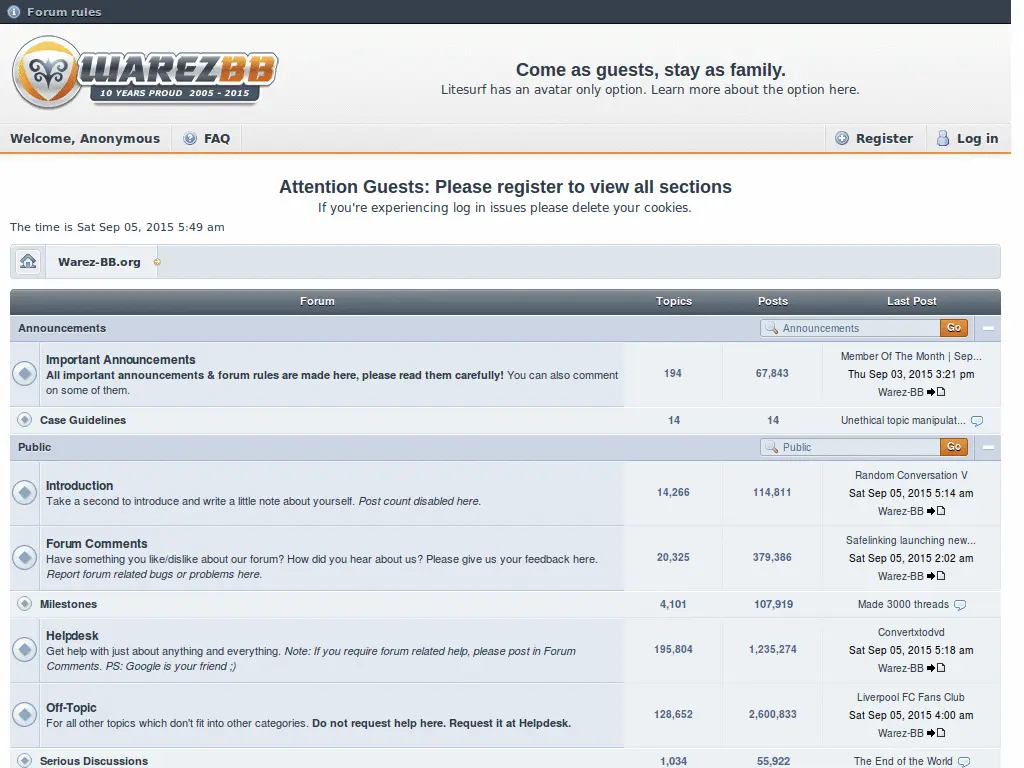 Forum rules
WAREZBB
10 YEARS PROUD 2005 - 2015
Come as guests, stay as family.
Litesurf has an avatar only option. Learn more about the option here.
Welcome, Anonymous
FAQ
Register
Log in
Attention Guests: Please register to view all sections
If you're experiencing log in issues please delete your cookies.
The time is Sat Sep 05, 2015 5:49 am
Warez-BB.org
Forum Topics Posts Last Post
Announcements Announcements Go
Important Announcements
All important announcements & forum rules are made here, please read them carefully! You can also comment
on some of them.
194
67,843
Member Of The Month | Sep...
Thu Sep 03, 2015 3:21 pm
Warez-BB
Case Guidelines 14 14 Unethical topic manipulat...
Public Public Go
Introduction
Take a second to introduce and write a little note about yourself. Post count disabled here.
14,266
114,811
Random Conversation V
Sat Sep 05, 2015 5:14 am
Warez-BB
Forum Comments
Have something you like/dislike about our forum? How did you hear about us? Please give us your feedback here.
Report forum related bugs or problems here.
20,325
379,386
Safelinking launching new...
Sat Sep 05, 2015 2:02 am
Warez-BB
Milestones 4,101 107,919 Made 3000 threads
Helpdesk
Get help with just about anything and everything. Note: If you require forum related help, please post in Forum
Comments. PS: Google is your friend ;)
195,804
1,235,274
Convertxtodvd
Sat Sep 05, 2015 5:18 am
Warez-BB
Off-Topic
For all other topics which don't fit into other categories. Do not request help here. Request it at Helpdesk.
128,652
2,600,833
Liverpool FC Fans Club
Sat Sep 05, 2015 4:00 am
Warez-BB
Serious Discussions 1,034 55,922 The End of the World